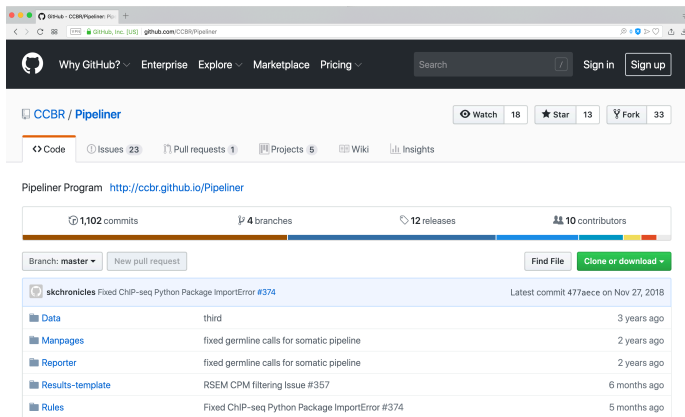 GitHub - CCBR/Pipeliner: Pip
VPN GitHub, Inc. [US] github.com/CCBR/Pipeliner
Why GitHub? Enterprise Explore Marketplace Pricing Search / Sign in Sign up
CCBR / Pipeliner Watch 18 Star 13 Fork 33
<> Code Issues 23 Pull requests 1 Projects 5 Wiki Insights
Pipeliner Program http://ccbr.github.io/Pipeliner
1,102 commits 4 branches 12 releases 10 contributors
Branch: master New pull request Find File Clone or download
skchronicles Fixed ChIP-seq Python Package ImportError #374 Latest commit 477aece on Nov 27, 2018
Data third 3 years ago
Manpages fixed germline calls for somatic pipeline 2 years ago
Reporter fixed germline calls for somatic pipeline 2 years ago
Results-template RSEM CPM filtering Issue #357 6 months ago
Rules Fixed ChIP-seq Python Package ImportError #374 5 months ago